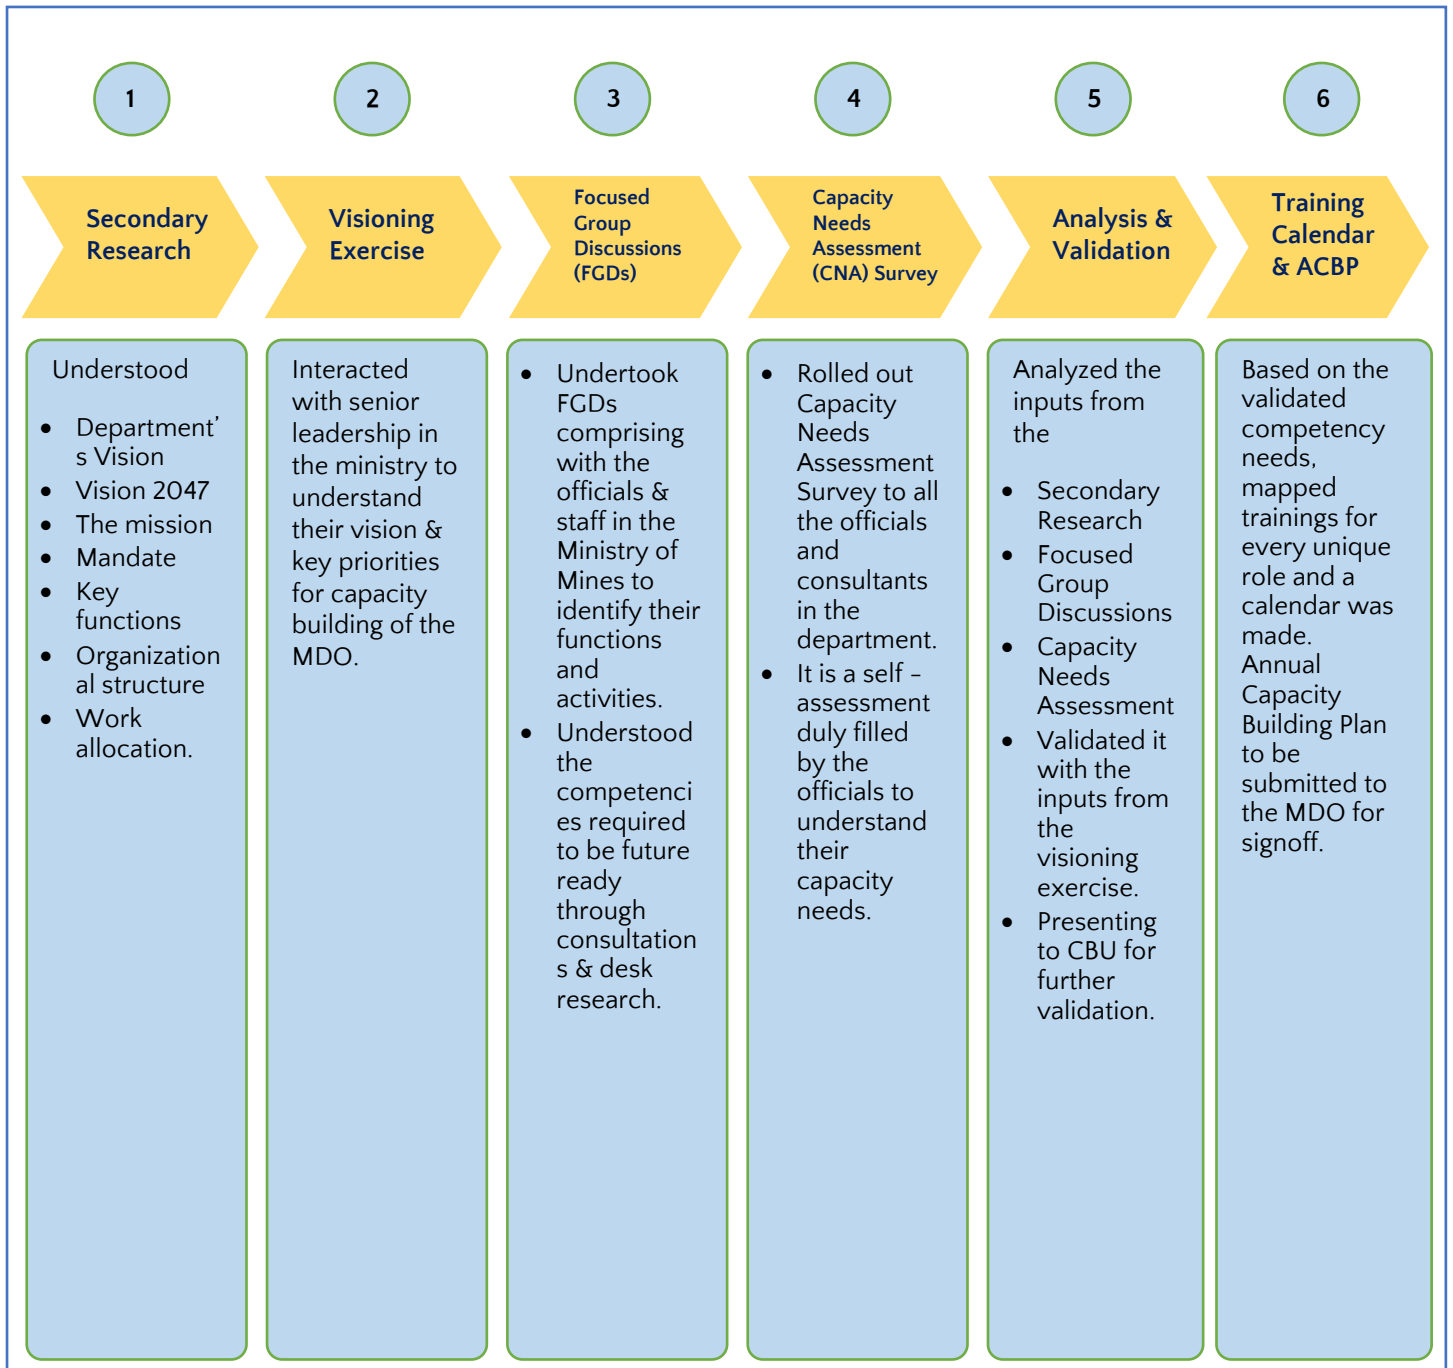 1
2
3
4
5
6
Secondary
Research
Visioning
Exercise
Focused
Group
Discussions
(FGDs)
Capacity
Needs
Assessment
(CNA) Survey
Analysis &
Validation
Training
Calendar
& ACBP
Understood
• Department’
s Vision
• Vision 2047
• The mission
• Mandate
• Key
functions
• Organization
al structure
• Work
allocation.
Interacted
with senior
leadership in
the ministry to
understand
their vision &
key priorities
for capacity
building of the
MDO.
• Undertook
FGDs
comprising
with the
officials &
staff in the
Ministry of
Mines to
identify their
functions
and
activities.
• Understood
the
competenci
es required
to be future
ready
through
consultation
s & desk
research.
• Rolled out
Capacity
Needs
Assessment
Survey to all
the officials
and
consultants
in the
department.
• It is a self –
assessment
duly filled
by the
officials to
understand
their
capacity
needs.
Analyzed the
inputs from
the
• Secondary
Research
• Focused
Group
Discussions
• Capacity
Needs
Assessment
• Validated it
with the
inputs from
the
visioning
exercise.
• Presenting
to CBU for
further
validation.
Based on the
validated
competency
needs,
mapped
trainings for
every unique
role and a
calendar was
made.
Annual
Capacity
Building Plan
to be
submitted to
the MDO for
signoff.